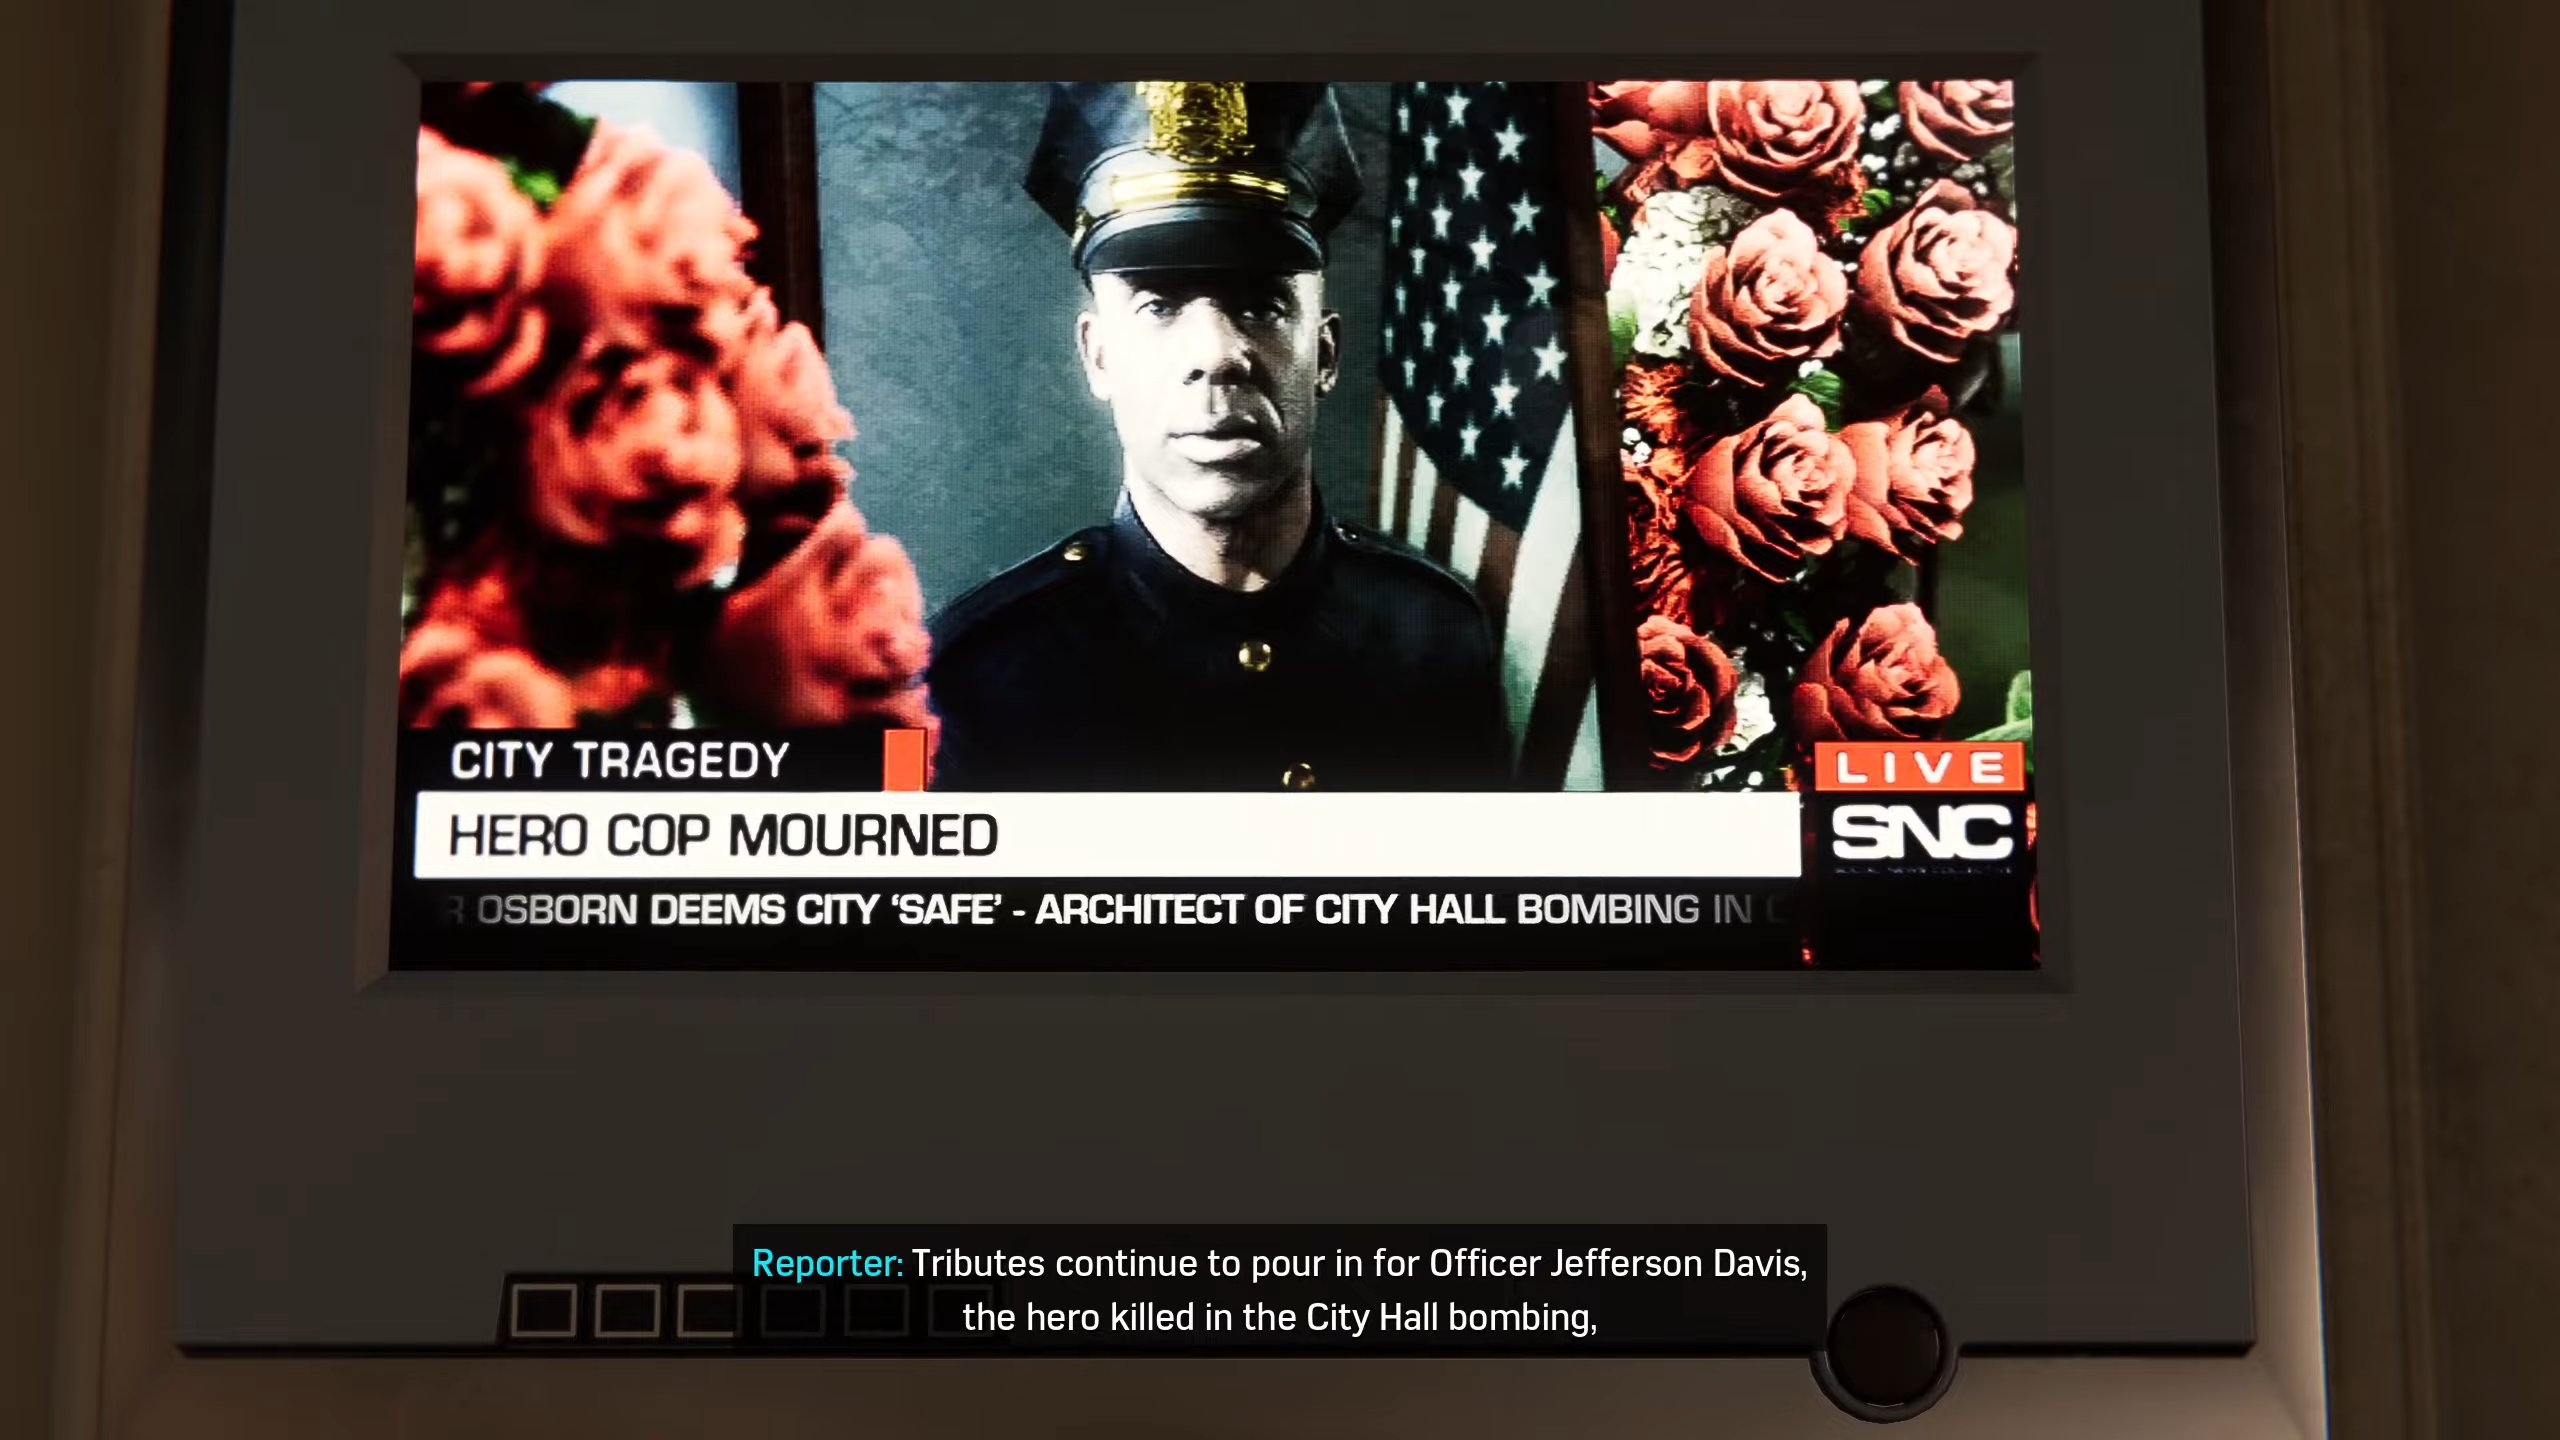 CITY TRAGEDY
HERO COP MOURNED
LIVE
SNC
R OSBORN DEEMS CITY ‘SAFE’ - ARCHITECT OF CITY HALL BOMBING IN
Reporter: Tributes continue to pour in for Officer Jefferson Davis,
the hero killed in the City Hall bombing,